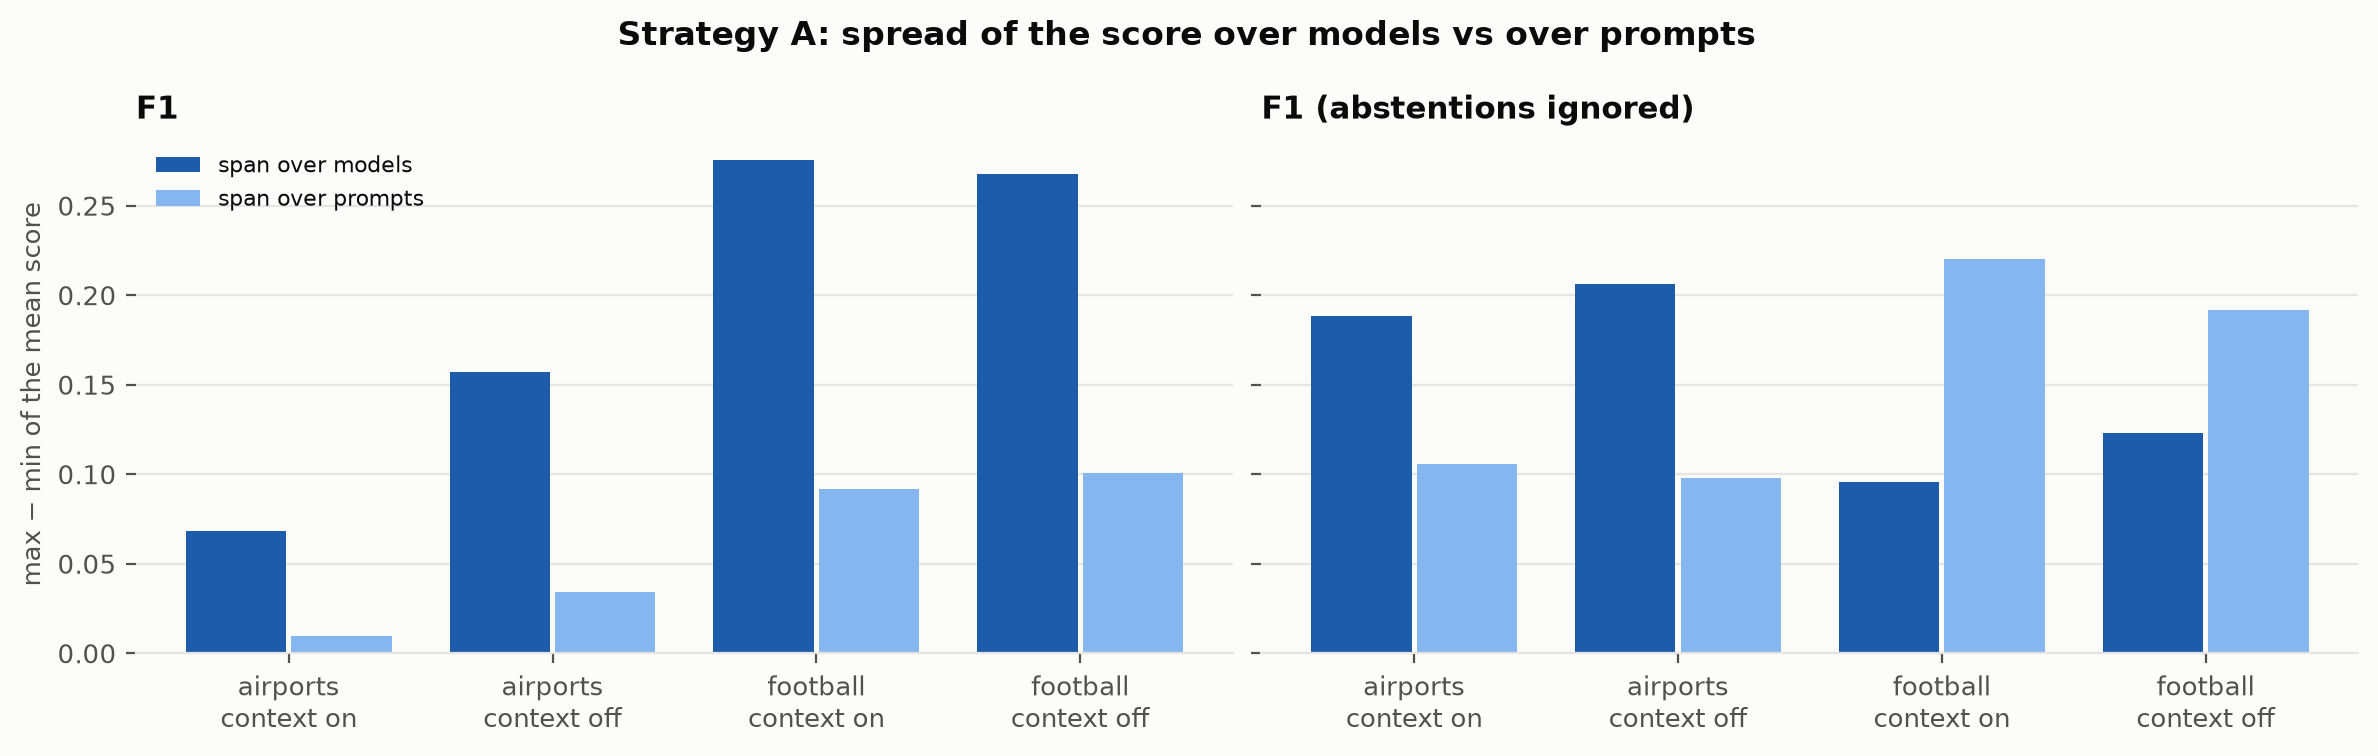 Strategy A: spread of the score over models vs over prompts
F1
span over models
span over prompts
max − min of the mean score
0.25
0.20
0.15
0.10
0.05
0.00
airports
context on
airports
context off
football
context on
football
context off
F1 (abstentions ignored)
airports
context on
airports
context off
football
context on
football
context off